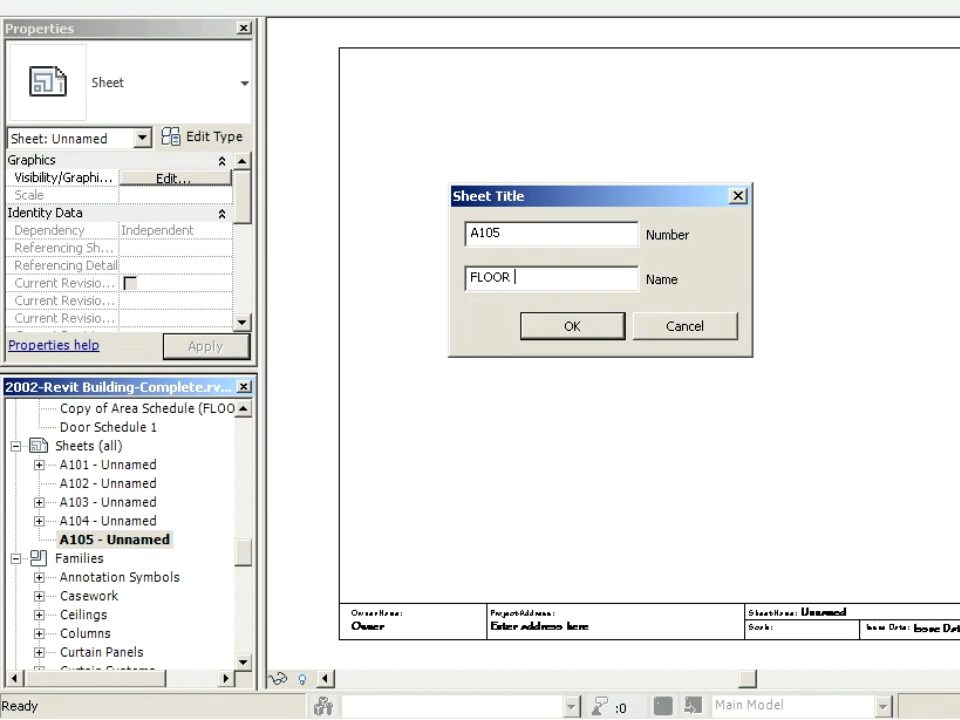 Properties
Sheet
Sheet: Unnamed
Edit Type
Graphics
Visibility/Graphi... Edit...
Scale
Identity Data
Dependency Independent
Referencing Sh...
Referencing Detail
Current Revisio...
Current Revisio...
Current Revisio...
Properties help
Apply
2002-Revit Building-Complete.rv...
Copy of Area Schedule (FLOO
Door Schedule 1
Sheets (all)
A101 - Unnamed
A102 - Unnamed
A103 - Unnamed
A104 - Unnamed
A105 - Unnamed
Families
Annotation Symbols
Casework
Ceilings
Columns
Curtain Panels
Curtain Systems
Sheet Title
A105 Number
FLOOR Name
OK Cancel
Owner Name:
Owner
Project Address:
Enter address here
Sheet Name: Unnamed
Scale:
Issue Date: Issue Dat
Ready
:0
Main Model